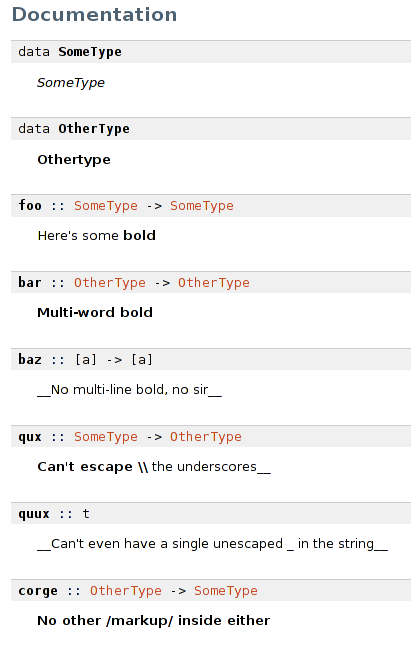 Documentation
data SomeType
SomeType
data OtherType
Othertype
foo :: SomeType -> SomeType
Here's some bold
bar :: OtherType -> OtherType
Multi-word bold
baz :: [a] -> [a]
__No multi-line bold, no sir__
qux :: SomeType -> OtherType
Can't escape \\ the underscores__
quux :: t
__Can't even have a single unescaped _ in the string__
corge :: OtherType -> SomeType
No other /markup/ inside either